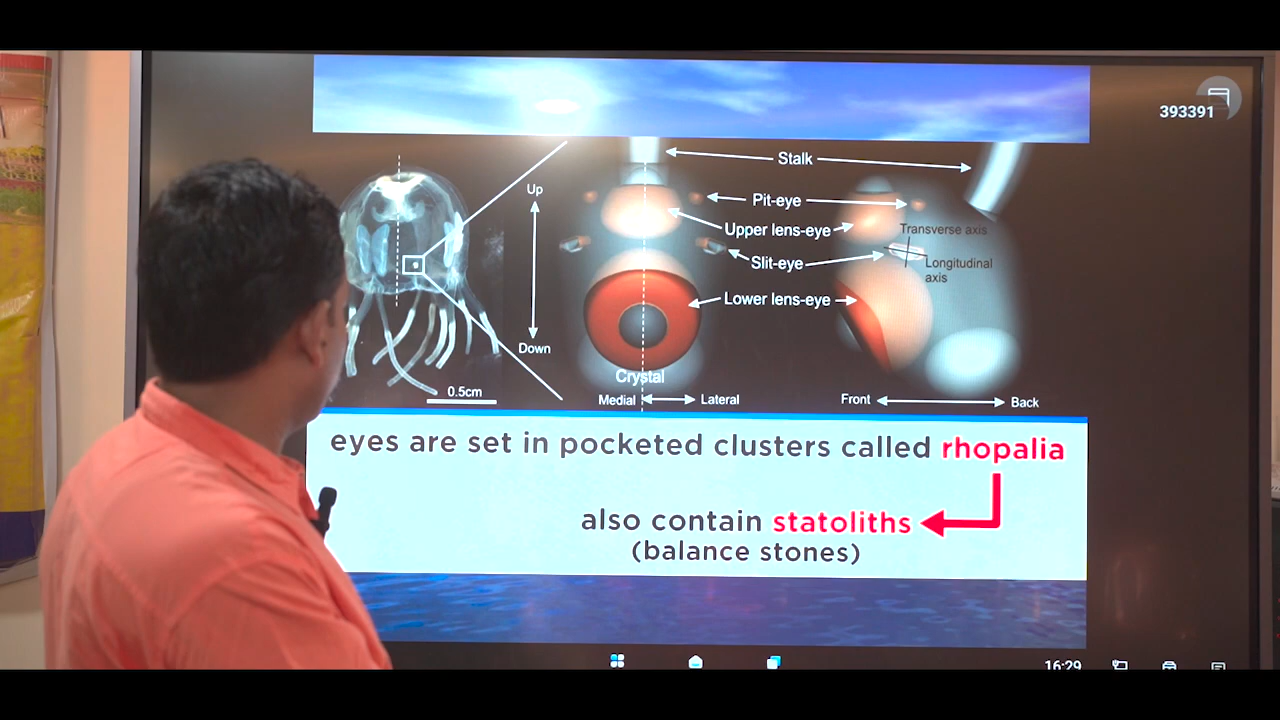 393391
Stalk
Up
Pit-eye
Upper lens-eye
Transverse axis
Slit-eye
Longitudinal
axis
Lower lens-eye
Down
Crystal
0.5cm
Medial
Lateral
Front
Back
eyes are set in pocketed clusters called rhopalia
also contain statoliths
(balance stones)
16:29